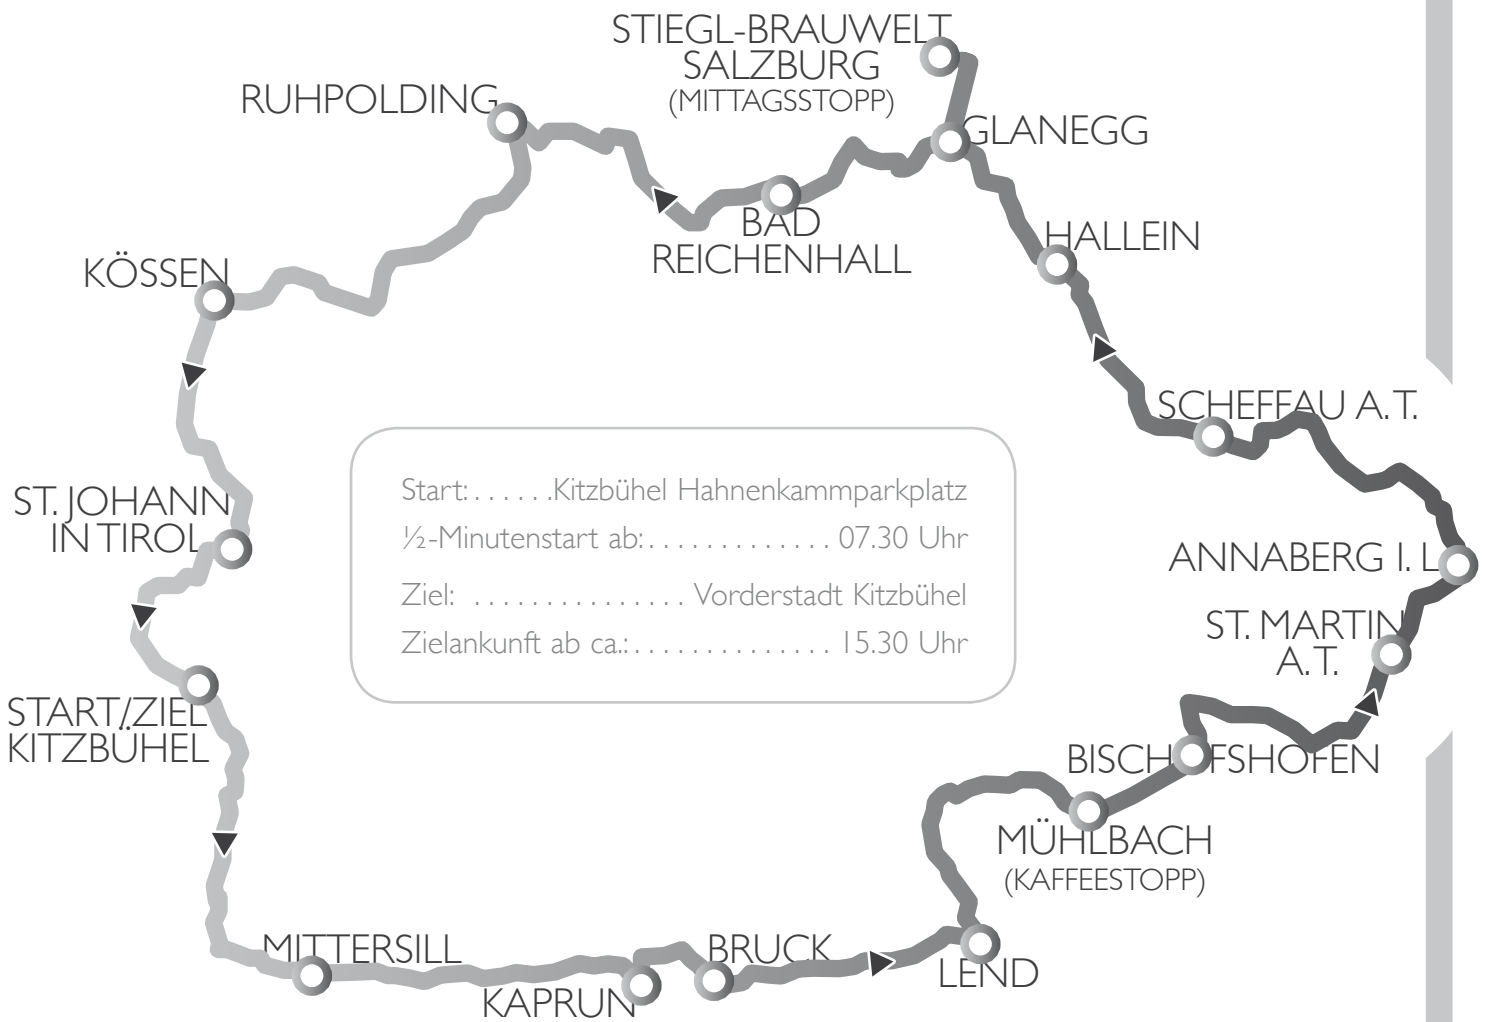 STIEGL-BRAUWELT
SALZBURG
(MITTAGSSTOPP)
RUHPOLDING
GLANEGG
BAD
REICHENHALL
HALLEIN
KÖSSEN
SCHEFFAU A. T.
Start:. . . . . .Kitzbühel Hahnenkammparkplatz
½-Minutenstart ab:. . . . . . . . . . . . . 07.30 Uhr
Ziel: . . . . . . . . . . . . . . . Vorderstadt Kitzbühel
Zielankunft ab ca.:. . . . . . . . . . . . . . 15.30 Uhr
ST. JOHANN
IN TIROL
ANNABERG I. L.
ST. MARTIN
A. T.
START/ZIEL
KITZBÜHEL
BISCHOFSHOFEN
MÜHLBACH
(KAFFEESTOPP)
MITTERSILL
KAPRUN
BRUCK
LEND